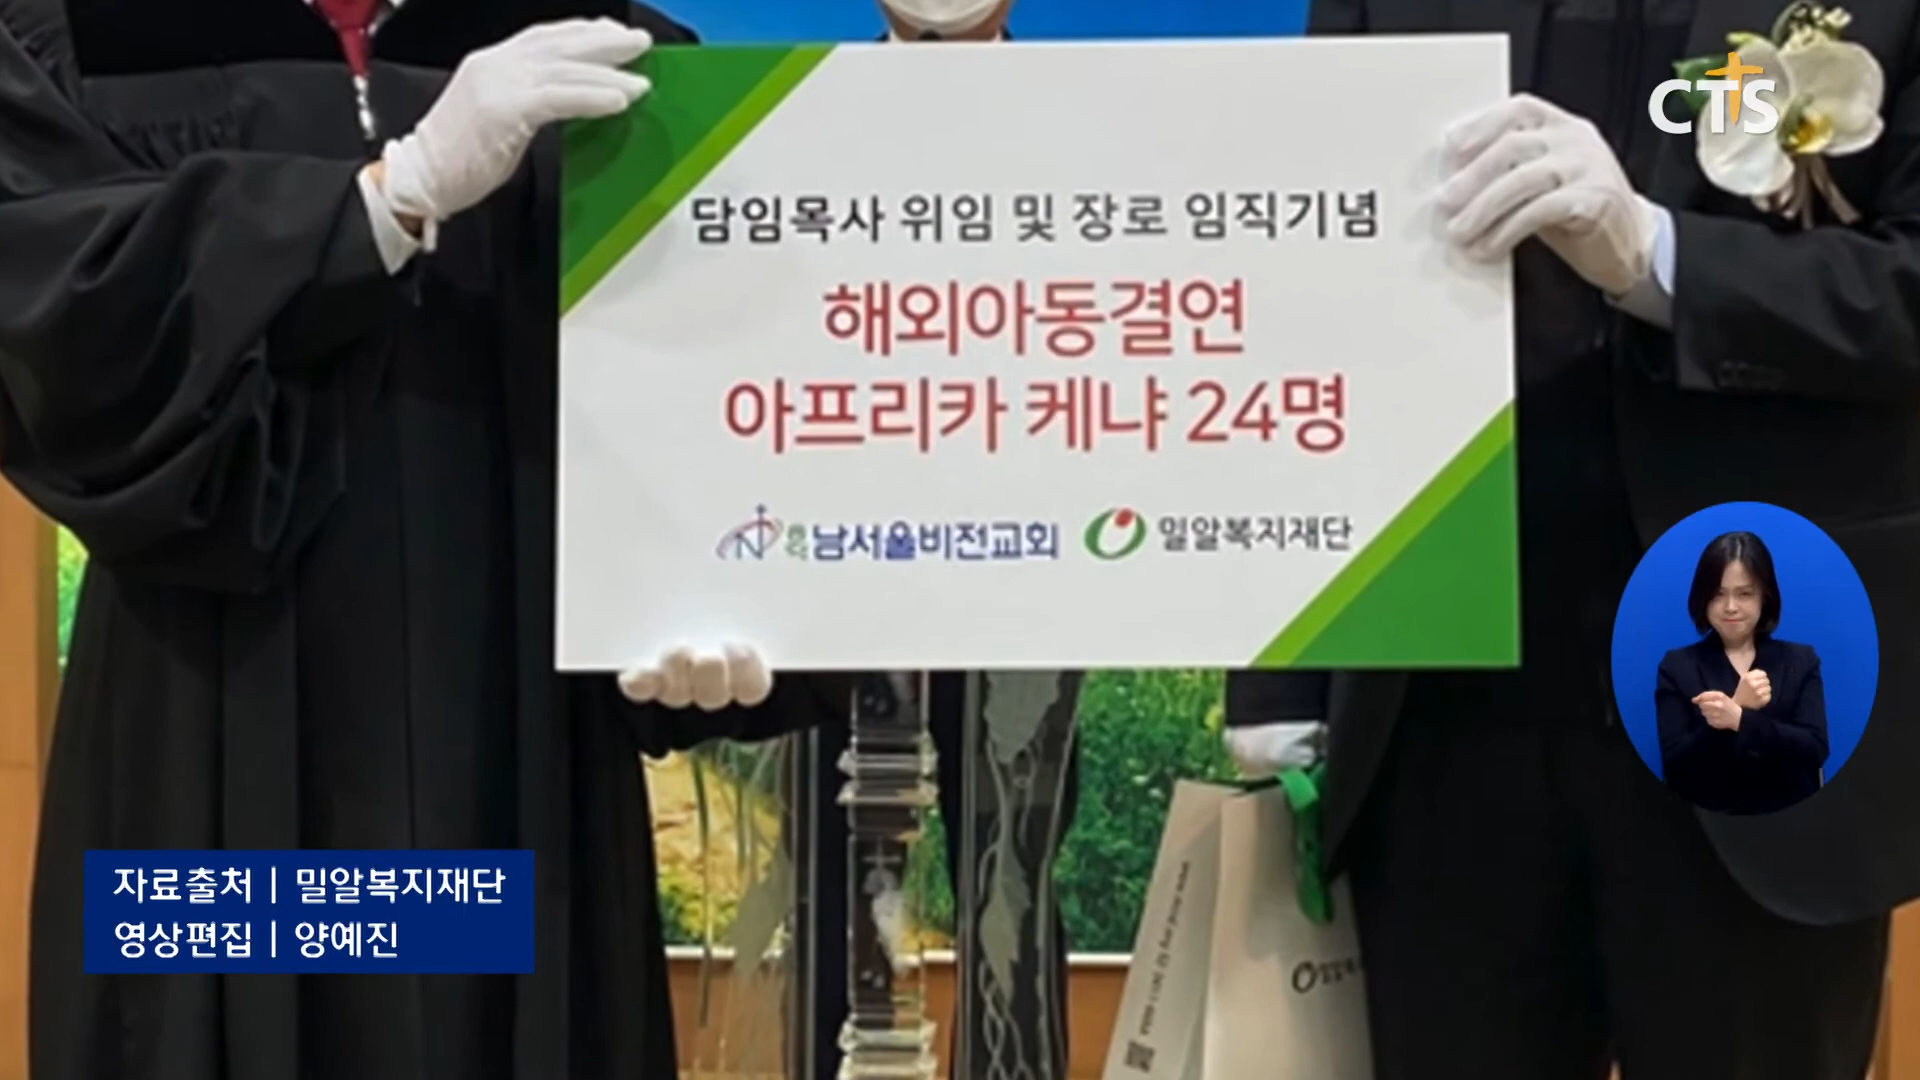 CTS
담임목사 위임 및 장로 임직기념
해외아동결연
아프리카 케냐 24명
남서울비전교회
밀알복지재단
자료출처 | 밀알복지재단
영상편집 | 양예진